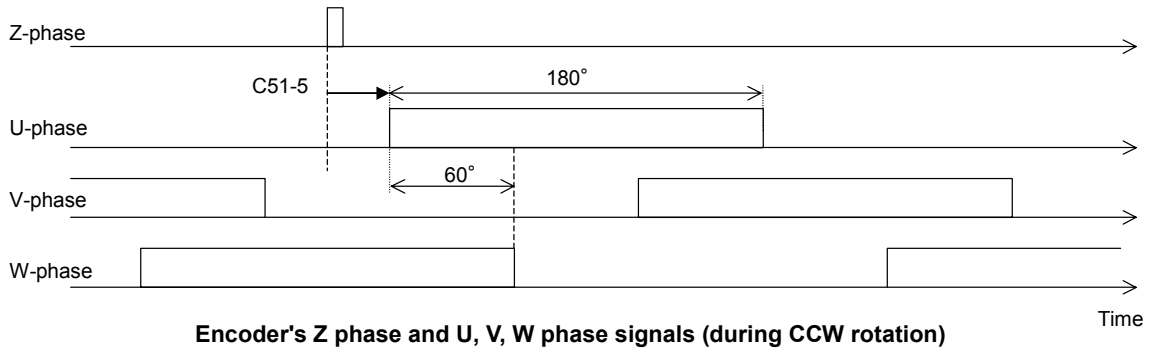 Z-phase
C51-5
180°
U-phase
60°
V-phase
W-phase
Time
Encoder's Z phase and U, V, W phase signals (during CCW rotation)